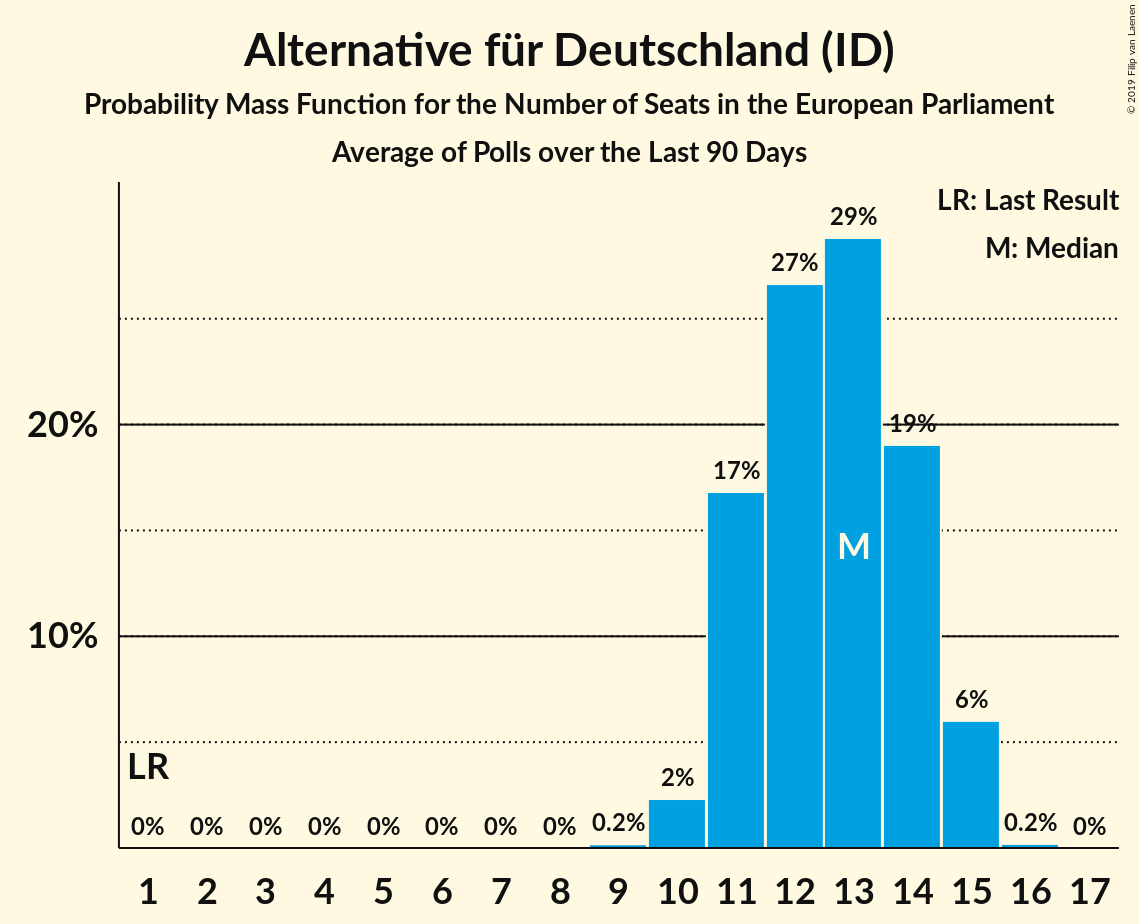 Alternative für Deutschland (ID)
Probability Mass Function for the Number of Seats in the European Parliament
Average of Polls over the Last 90 Days
© 2019 Filip van Laenen
LR: Last Result
M: Median
29%
27%
20%
19%
17%
M
10%
6%
LR
2%
0% 0% 0% 0% 0% 0% 0% 0% 0.2% 0.2% 0%
1 2 3 4 5 6 7 8 9 10 11 12 13 14 15 16 17